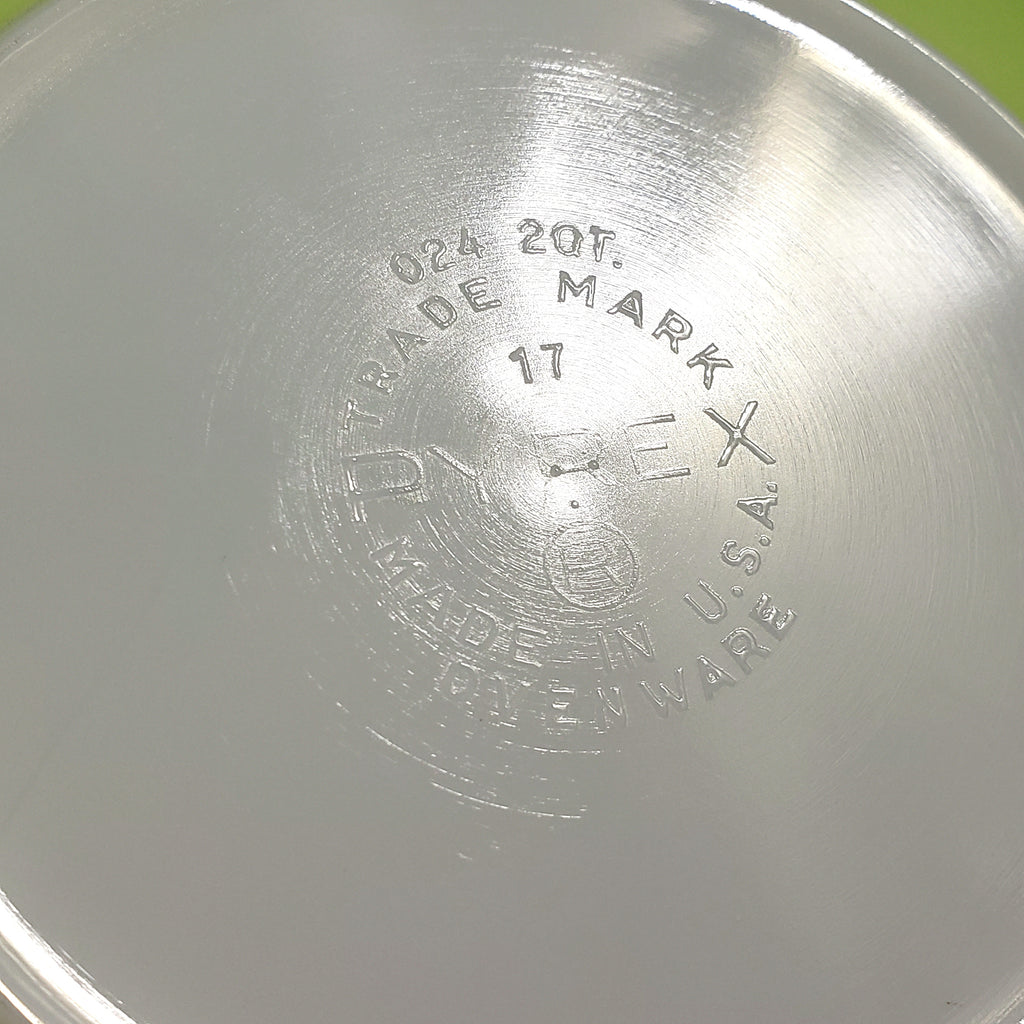 024 2QT.
TRADE MARK
17
PYREX
®
MADE IN U.S.A.
OVENWARE